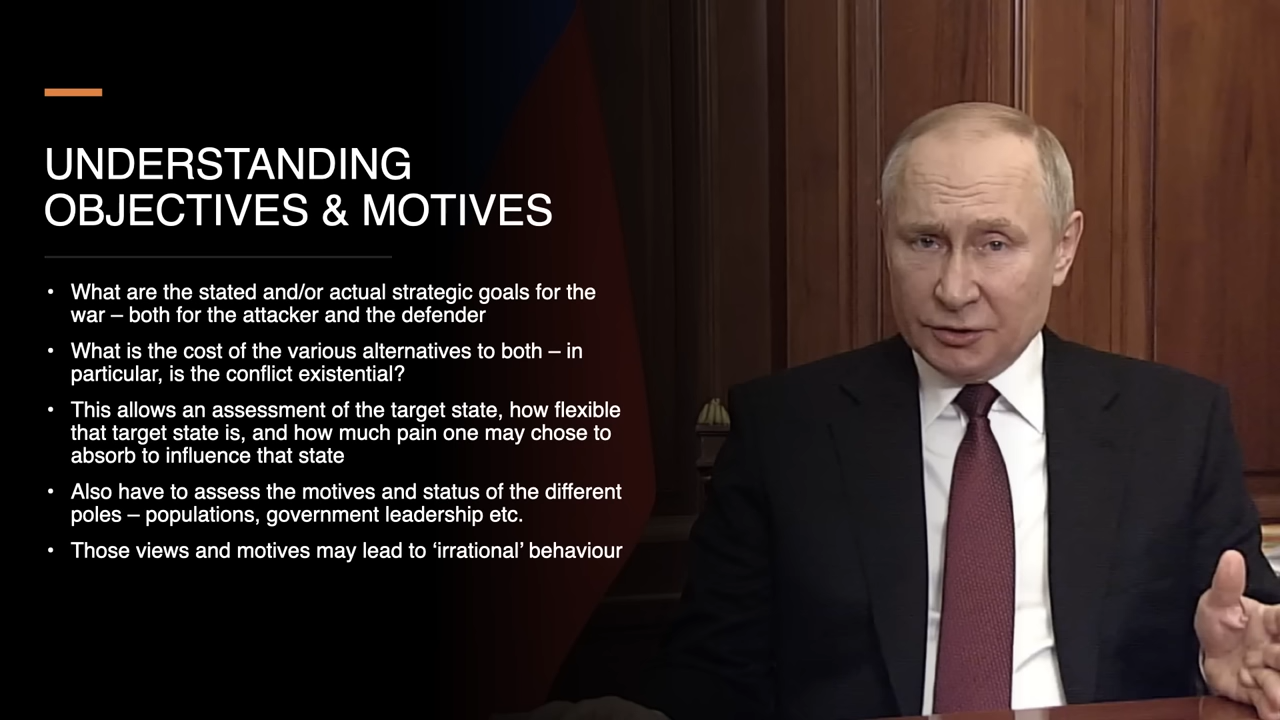 UNDERSTANDING
OBJECTIVES & MOTIVES
• What are the stated and/or actual strategic goals for the
war – both for the attacker and the defender
• What is the cost of the various alternatives to both – in
particular, is the conflict existential?
• This allows an assessment of the target state, how flexible
that target state is, and how much pain one may chose to
absorb to influence that state
• Also have to assess the motives and status of the different
poles – populations, government leadership etc.
• Those views and motives may lead to ‘irrational’ behaviour